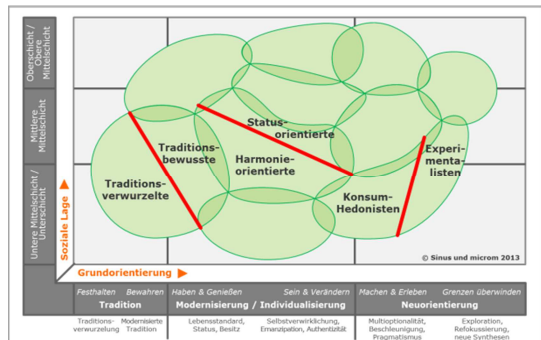 Oberschicht /
Obere
Mittelschicht
Mittlere
Mittelschicht
Untere Mittelschicht /
Unterschicht
Soziale Lage
Status-
orientierte
Traditions-
bewusste
Harmonie-
orientierte
Traditions-
verwurzelte
Experi-
menta-
listen
Konsum-
Hedonisten
© Sinus und microm 2013
Grundorientierung
Festhalten
Bewahren
Tradition
Haben & Genießen
Sein & Verändern
Modernisierung / Individualisierung
Machen & Erleben
Grenzen überwinden
Neuorientierung
Traditions-
verwurzelung
Modernisierte
Tradition
Lebensstandard,
Status, Besitz
Selbstverwirklichung,
Emanzipation, Authentizität
Multioptionalität,
Beschleunigung,
Pragmatismus
Exploration,
Refokussierung,
neue Synthesen